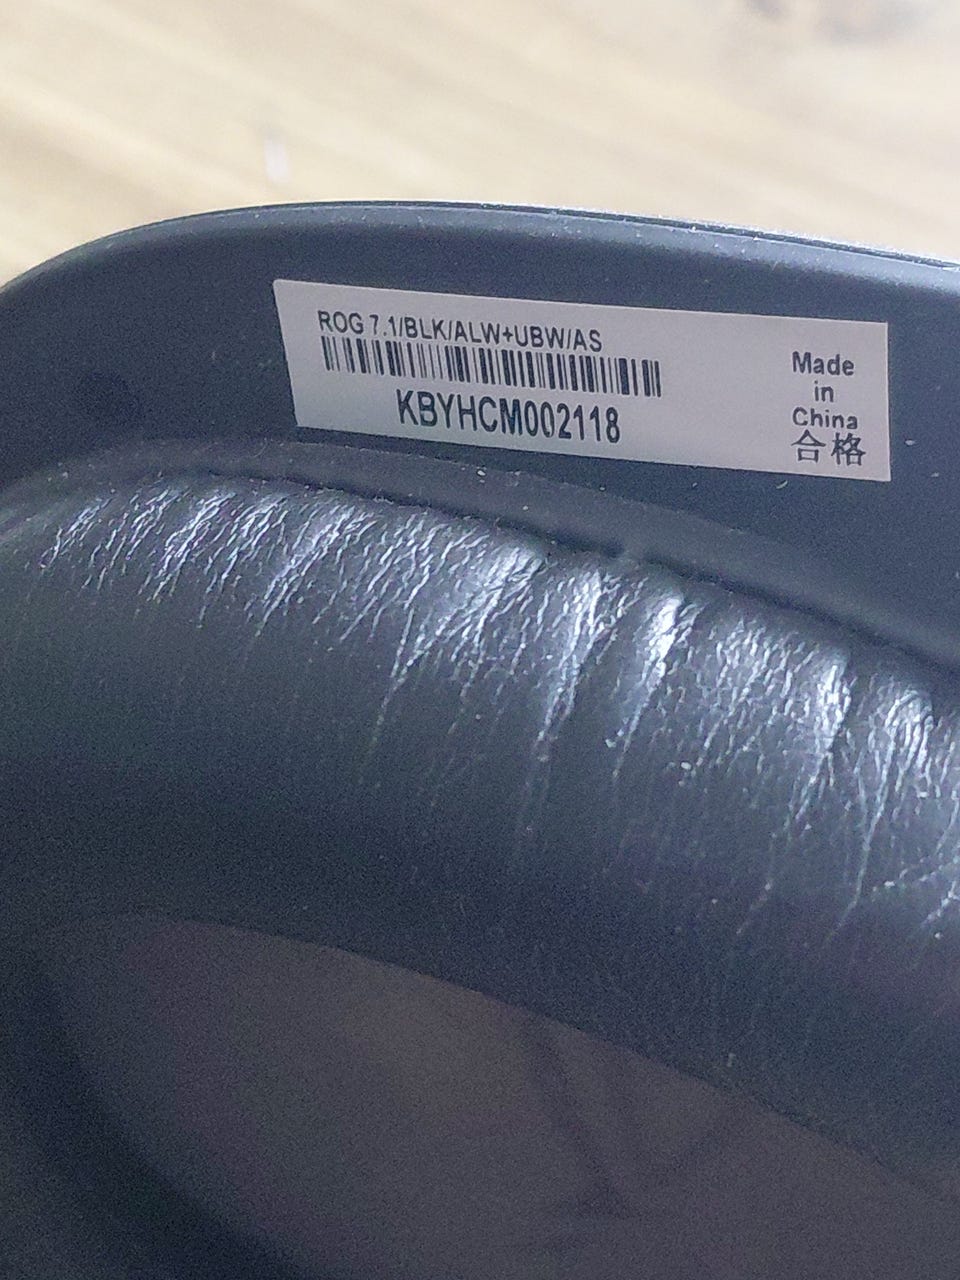 ROG 7.1/BLK/ALW+UBW/AS
KBYHCM002118
Made
in
China
合格